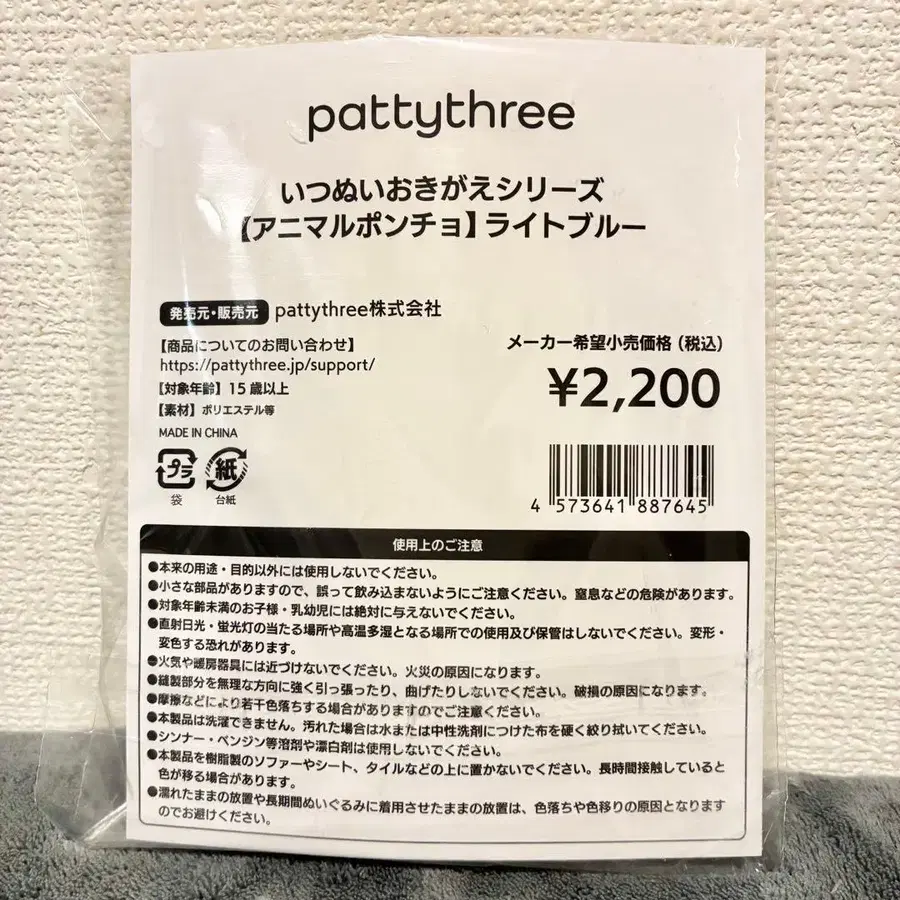 pattythree
いつぬいおきがえシリーズ
【アニマルポンチョ】ライトブルー
発売元・販売元 pattythree株式会社
【商品についてのお問い合わせ】
https://pattythree.jp/support/
【対象年齢】15歳以上
【素材】ポリエステル等
MADE IN CHINA
メーカー希望小売価格（税込）
¥2,200
プラ 紙
袋 台紙
4 573641 887645
使用上のご注意
●本来の用途・目的以外には使用しないでください。
●小さな部品がありますので、誤って飲み込まないようにご注意ください。窒息などの危険があります。
●対象年齢未満のお子様・乳幼児には絶対に与えないでください。
●直射日光・蛍光灯の当たる場所や高温多湿となる場所での使用及び保管はしないでください。変形・
変色する恐れがあります。
●火気や暖房器具には近づけないでください。火災の原因になります。
●縫製部分を無理な方向に強く引っ張ったり、曲げたりしないでください。破損の原因になります。
●摩擦などにより若干色落ちする場合がありますのでご注意ください。
●本製品は洗濯できません。汚れた場合は水または中性洗剤につけた布を硬く絞り拭いてください。
●シンナー・ベンジン等溶剤や漂白剤は使用しないでください。
●本製品を樹脂製のソファーやシート、タイルなどの上に置かないでください。長時間接触していると
色が移る場合があります。
●濡れたままの放置や長期間ぬいぐるみに着用させたままの放置は、色落ちや色移りの原因となります
のでお避けください。